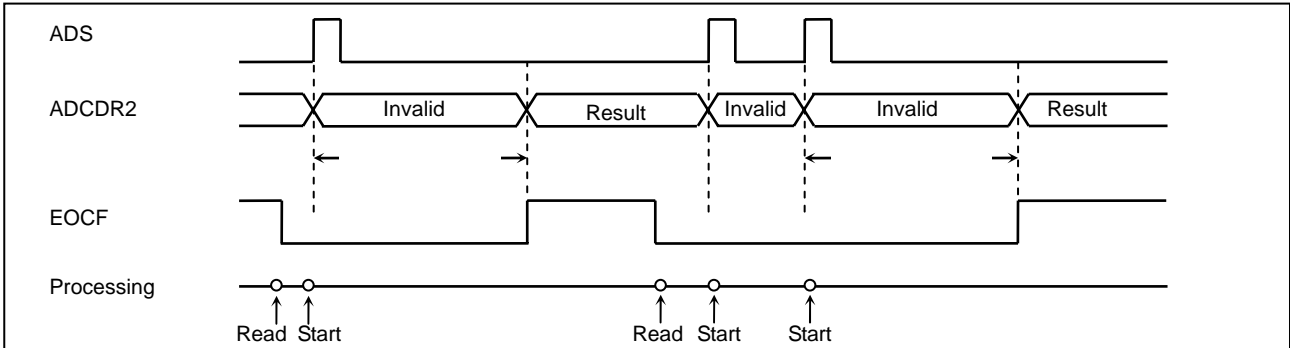 ADS
ADCDR2
Invalid
Result
Invalid
Invalid
Result
EOCF
Processing
Read Start
Read Start
Start